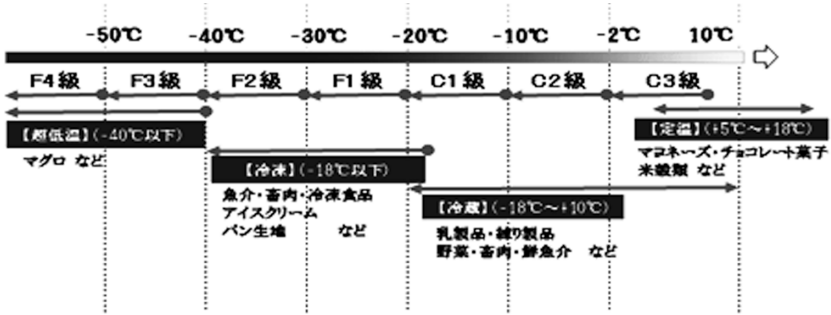 -50℃ -40℃ -30℃ -20℃ -10℃ -2℃ 10℃
F4級 F3級 F2級 F1級 C1級 C2級 C3級
【超低温】(-40℃以下)
マグロ など
【冷凍】(-18℃以下)
魚介・畜肉・冷凍食品
アイスクリーム
パン生地 など
【冷蔵】(-18℃~+10℃)
乳製品・練り製品
野菜・畜肉・鮮魚介 など
【定温】(+5℃~+18℃)
マヨネーズ・チョコレート菓子
米穀類 など